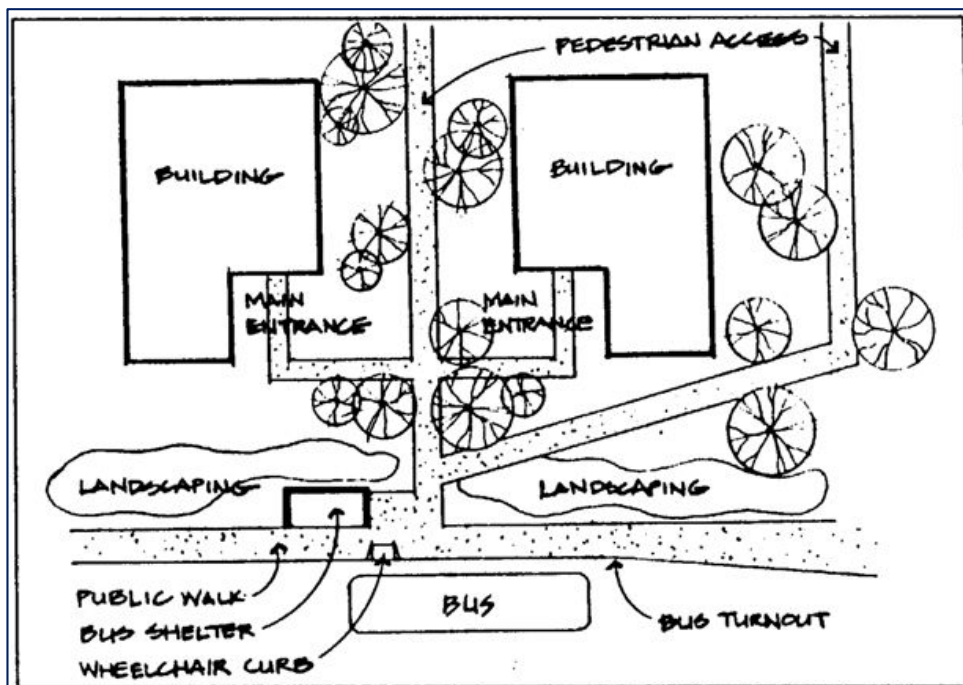 PEDESTRIAN ACCESS
BUILDING
BUILDING
MAIN
ENTRANCE
MAIN
ENTRANCE
LANDSCAPING
LANDSCAPING
PUBLIC WALK
BUS SHELTER
WHEELCHAIR CURB
BUS
BUS TURNOUT